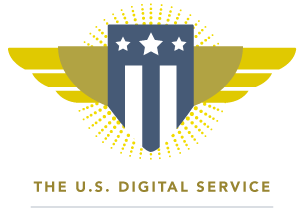 THE U.S. DIGITAL SERVICE